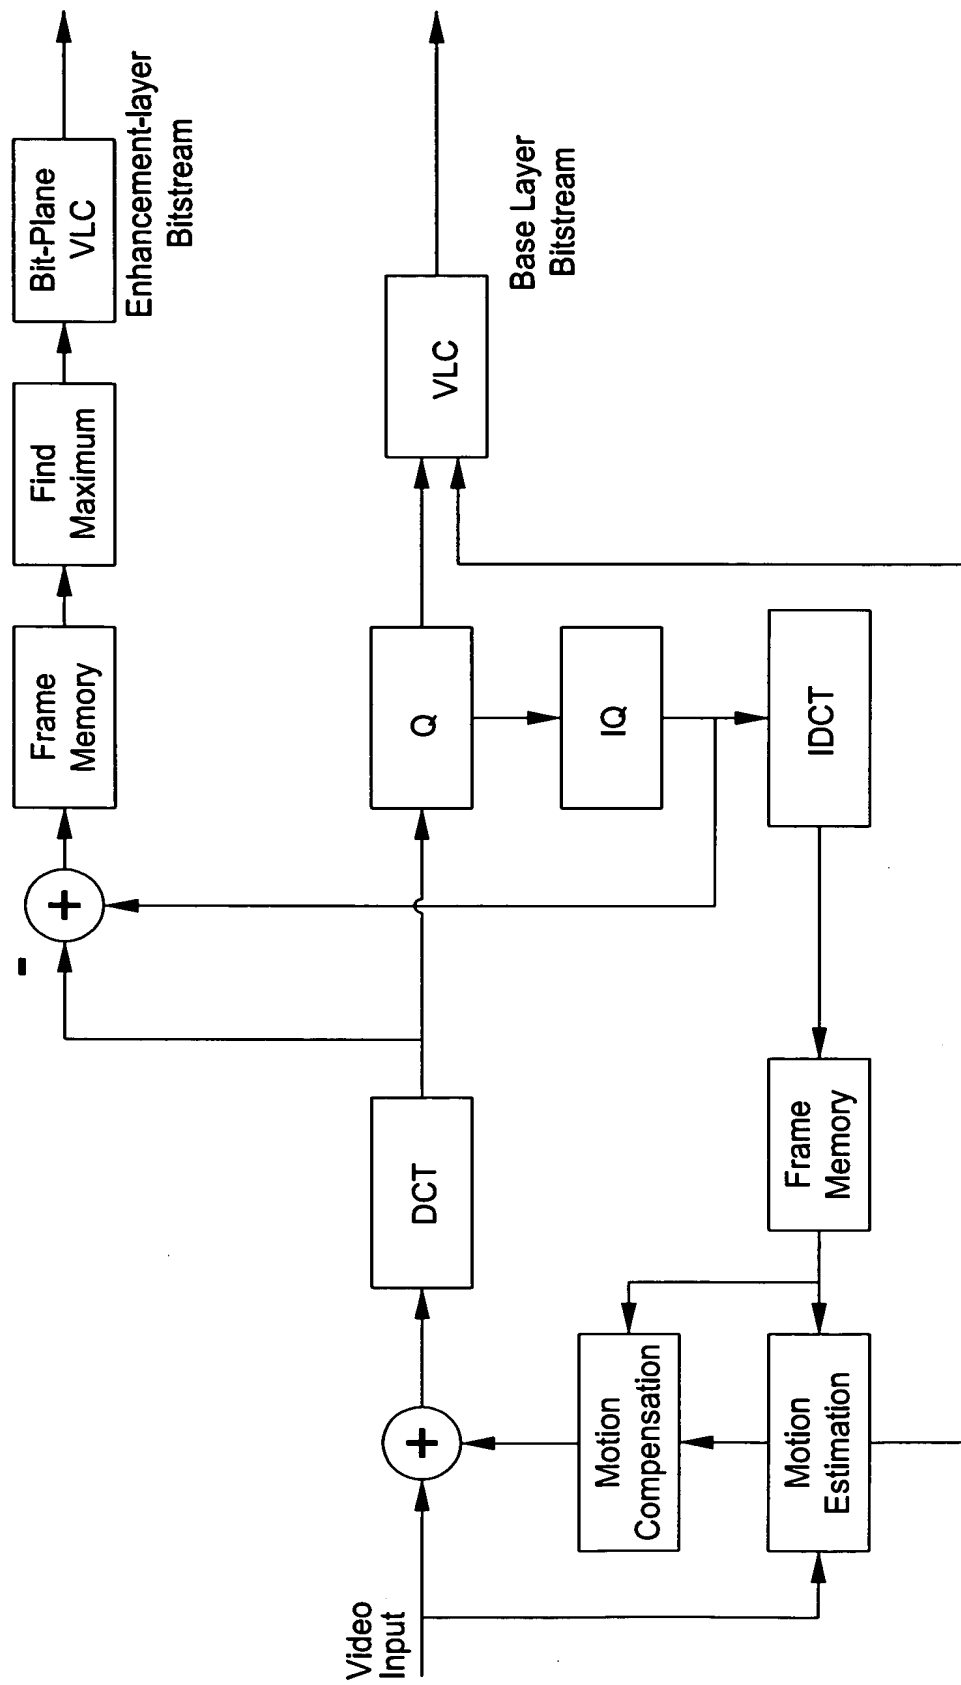 Frame
Memory
Find
Maximum
Bit-Plane
VLC
Enhancement-layer
Bitstream
-
+
Video
Input
+
DCT
Q
VLC
Base Layer
Bitstream
IQ
Motion
Compensation
Motion
Estimation
Frame
Memory
IDCT